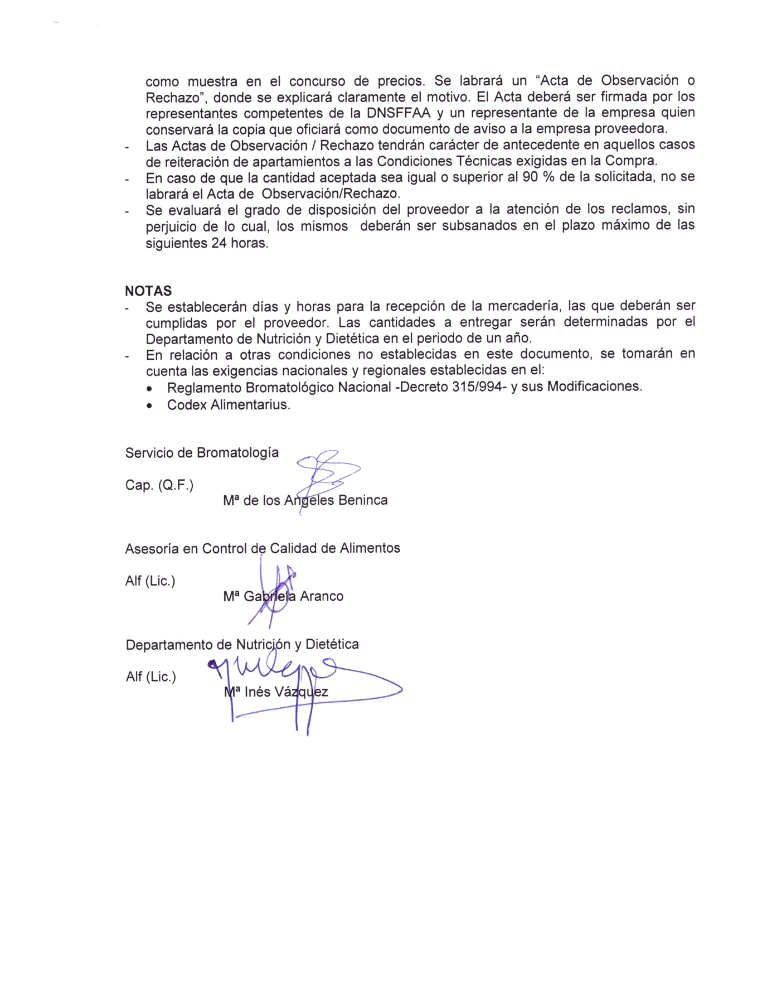 como muestra en el concurso de precios. Se labrará un “Acta de Observación o
Rechazo”, donde se explicará claramente el motivo. El Acta deberá ser firmada por los
representantes competentes de la DNSFFAA y un representante de la empresa quien
conservará la copia que oficiará como documento de aviso a la empresa proveedora.
- Las Actas de Observación / Rechazo tendrán carácter de antecedente en aquellos casos
de reiteración de apartamientos a las Condiciones Técnicas exigidas en la Compra.
- En caso de que la cantidad aceptada sea igual o superior al 90 % de la solicitada, no se
labrará el Acta de Observación/Rechazo.
- Se evaluará el grado de disposición del proveedor a la atención de los reclamos, sin
perjuicio de lo cual, los mismos deberán ser subsanados en el plazo máximo de las
siguientes 24 horas.
NOTAS
- Se establecerán días y horas para la recepción de la mercadería, las que deberán ser
cumplidas por el proveedor. Las cantidades a entregar serán determinadas por el
Departamento de Nutrición y Dietética en el periodo de un año.
- En relación a otras condiciones no establecidas en este documento, se tomarán en
cuenta las exigencias nacionales y regionales establecidas en el:
• Reglamento Bromatológico Nacional -Decreto 315/994- y sus Modificaciones.
• Codex Alimentarius.
Servicio de Bromatología
Cap. (Q.F.)
Mª de los Angeles Beninca
Asesoría en Control de Calidad de Alimentos
Alf (Lic.)
Mª Gabriela Aranco
Departamento de Nutrición y Dietética
Alf (Lic.)
Mª Inés Vázquez